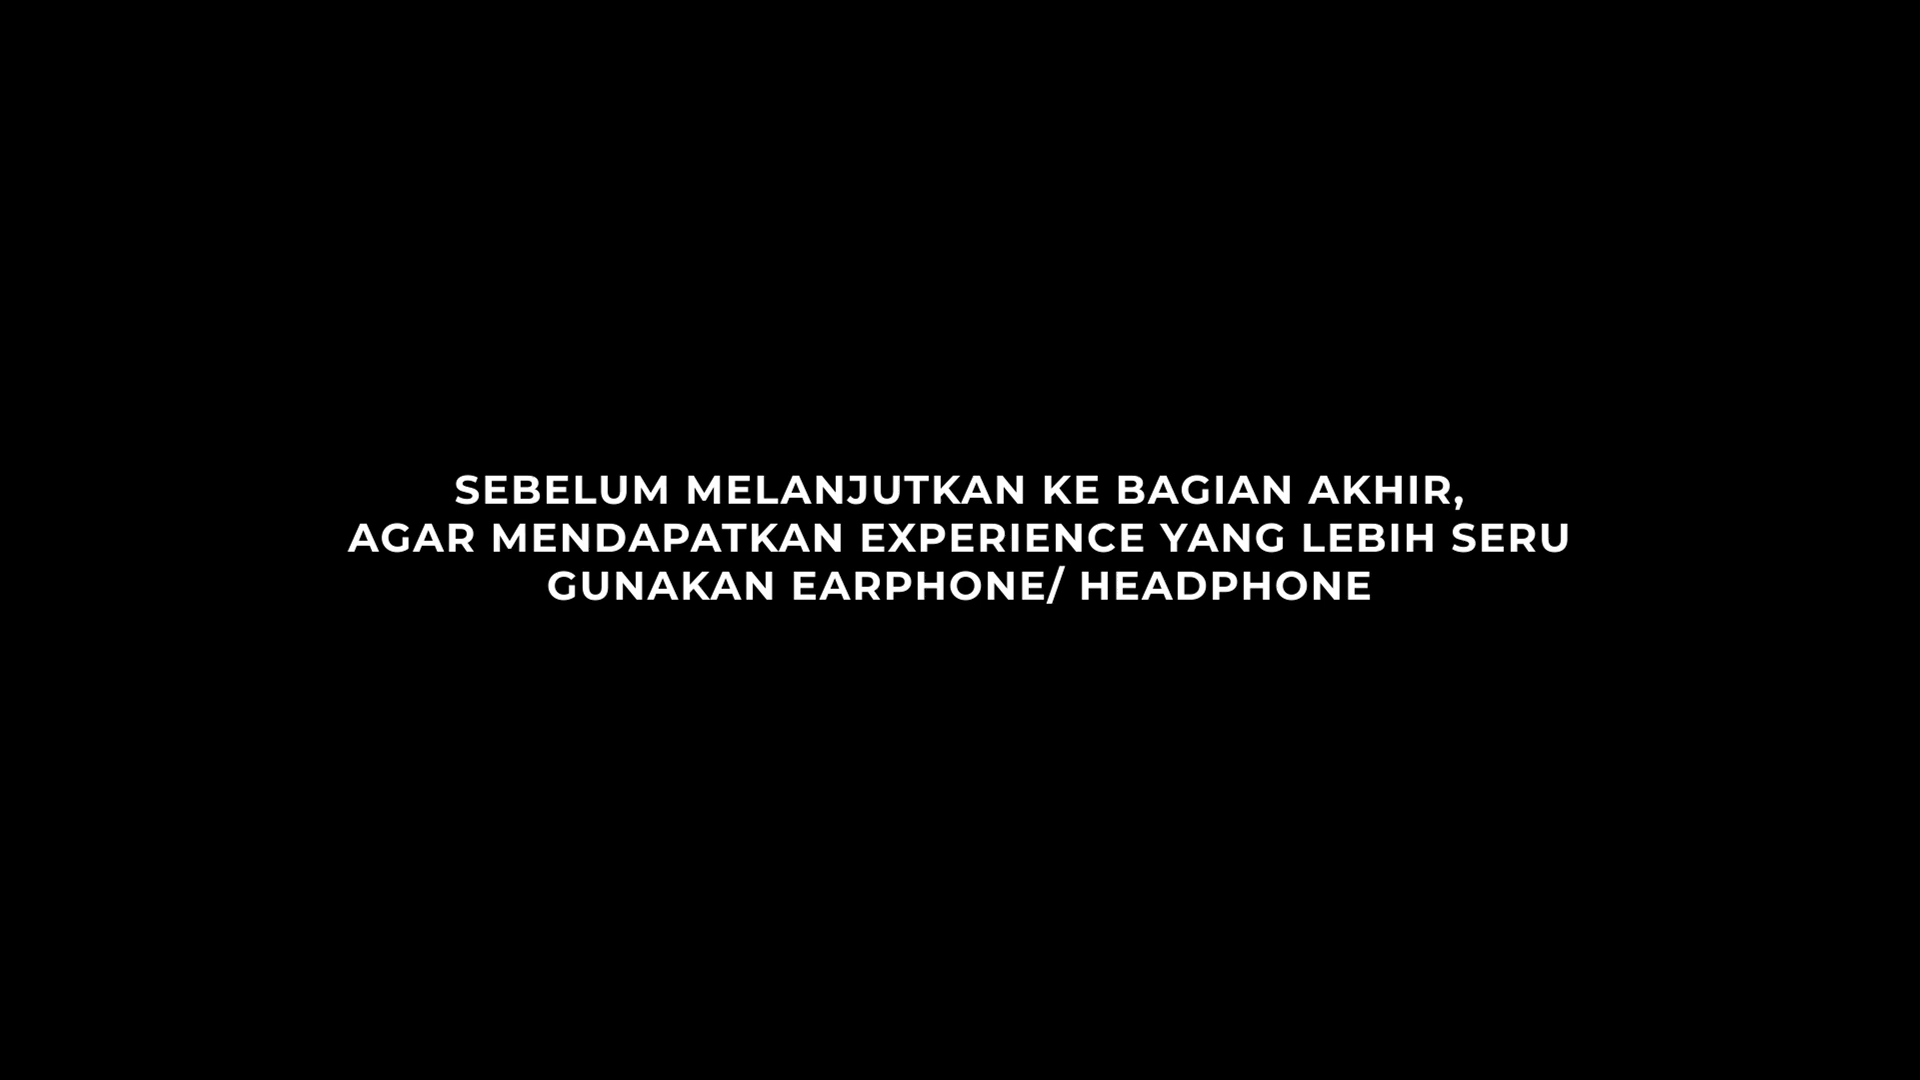 SEBELUM MELANJUTKAN KE BAGIAN AKHIR,
AGAR MENDAPATKAN EXPERIENCE YANG LEBIH SERU
GUNAKAN EARPHONE/ HEADPHONE